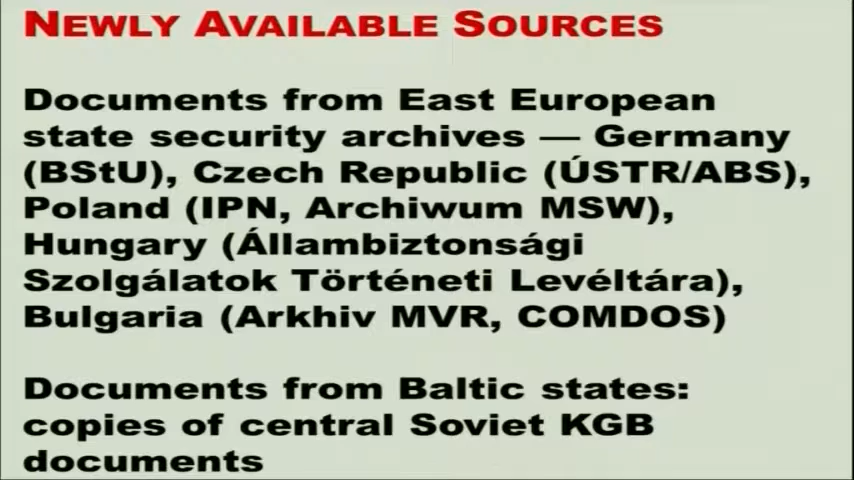 NEWLY AVAILABLE SOURCES
Documents from East European
state security archives — Germany
(BStU), Czech Republic (ÚSTR/ABS),
Poland (IPN, Archiwum MSW),
Hungary (Állambiztonsági
Szolgálatok Történeti Levéltára),
Bulgaria (Arkhiv MVR, COMDOS)
Documents from Baltic states:
copies of central Soviet KGB
documents